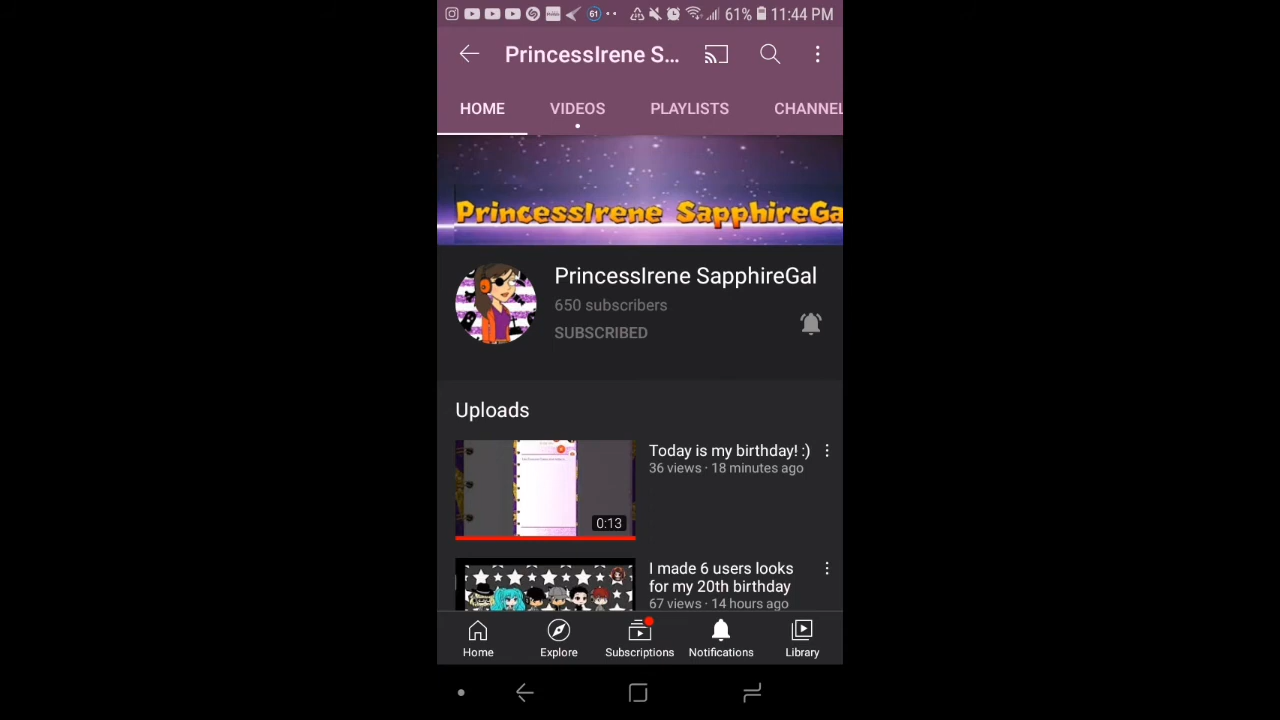 61 61% 11:44 PM
PrincessIrene S...
HOME VIDEOS PLAYLISTS CHANNEL
PrincessIrene SapphireGa
PrincessIrene SapphireGal
650 subscribers
SUBSCRIBED
Uploads
Today is my birthday! :)
36 views · 18 minutes ago
0:13
I made 6 users looks
for my 20th birthday
67 views · 14 hours ago
Home Explore Subscriptions Notifications Library